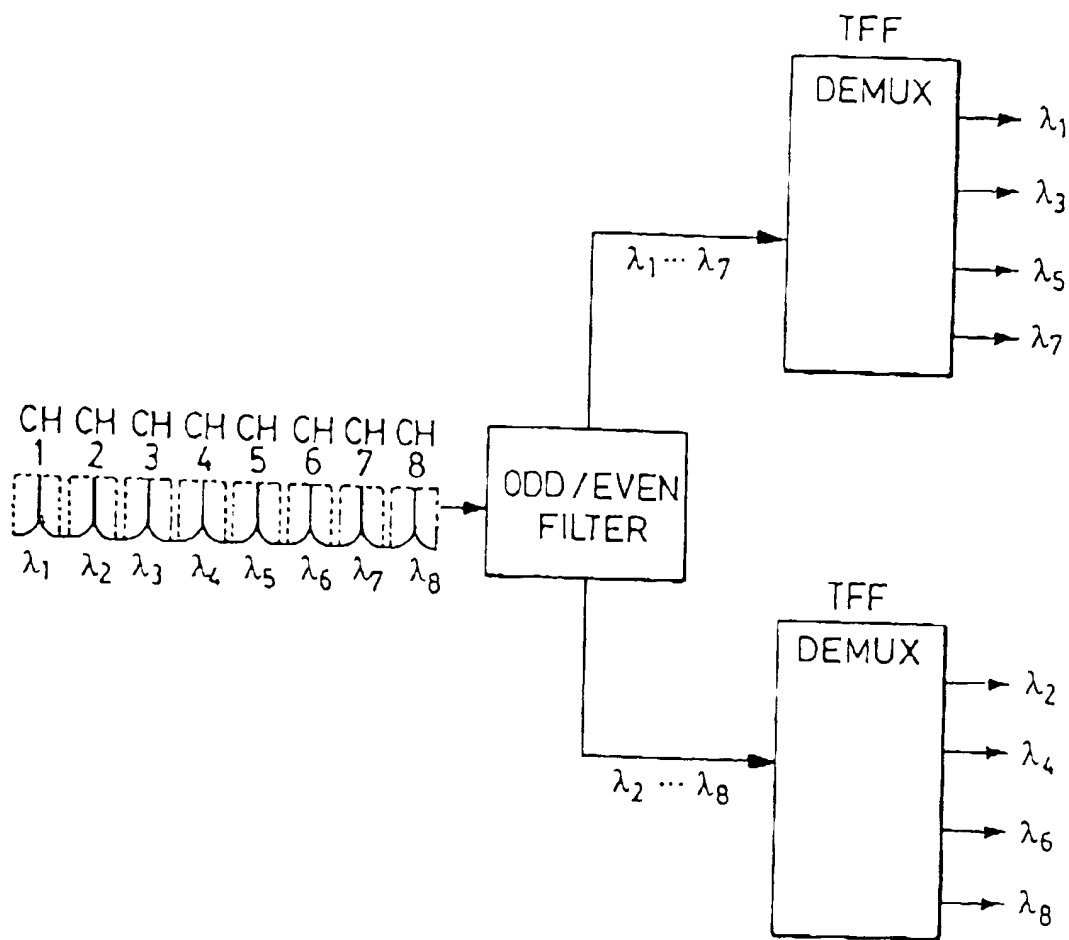 TFF
DEMUX
λ1
λ3
λ5
λ7
λ1 ... λ7
CH CH CH CH CH CH CH CH
1 2 3 4 5 6 7 8
λ1 λ2 λ3 λ4 λ5 λ6 λ7 λ8
ODD/EVEN
FILTER
TFF
DEMUX
λ2
λ4
λ6
λ8
λ2 ... λ8